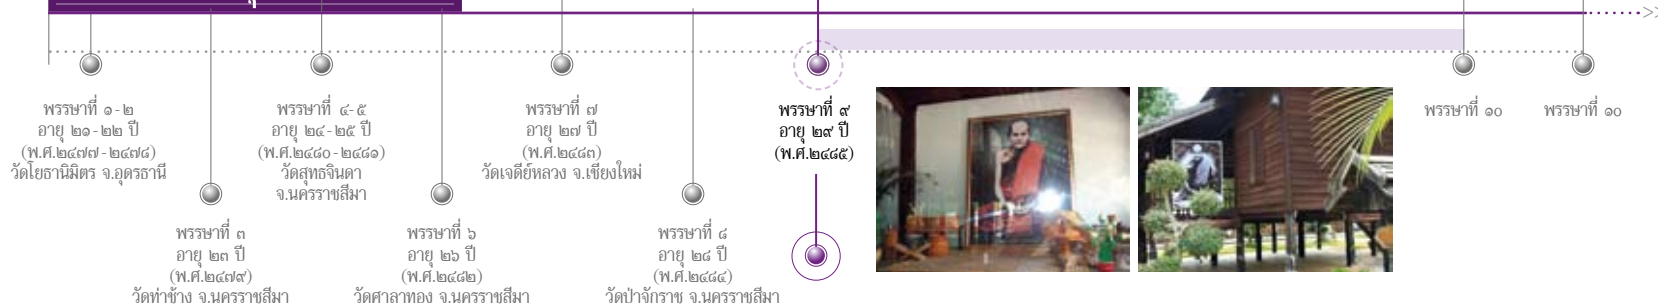 พรรษาที่ ๑-๒
อายุ ๒๑-๒๒ ปี
(พ.ศ.๒๔๗๗-๒๔๗๘)
วัดโยธานิมิตร จ.อุดรธานี
พรรษาที่ ๓
อายุ ๒๓ ปี
(พ.ศ.๒๔๗๙)
วัดท่าช้าง จ.นครราชสีมา
พรรษาที่ ๔-๕
อายุ ๒๔-๒๕ ปี
(พ.ศ.๒๔๘๐-๒๔๘๑)
วัดสุทธจินดา
จ.นครราชสีมา
พรรษาที่ ๖
อายุ ๒๖ ปี
(พ.ศ.๒๔๘๒)
วัดศาลาทอง จ.นครราชสีมา
พรรษาที่ ๗
อายุ ๒๗ ปี
(พ.ศ.๒๔๘๓)
วัดเจดีย์หลวง จ.เชียงใหม่
พรรษาที่ ๘
อายุ ๒๘ ปี
(พ.ศ.๒๔๘๔)
วัดป่าจักราช จ.นครราชสีมา
พรรษาที่ ๙
อายุ ๒๙ ปี
(พ.ศ.๒๔๘๕)
พรรษาที่ ๑๐
พรรษาที่ ๑๐